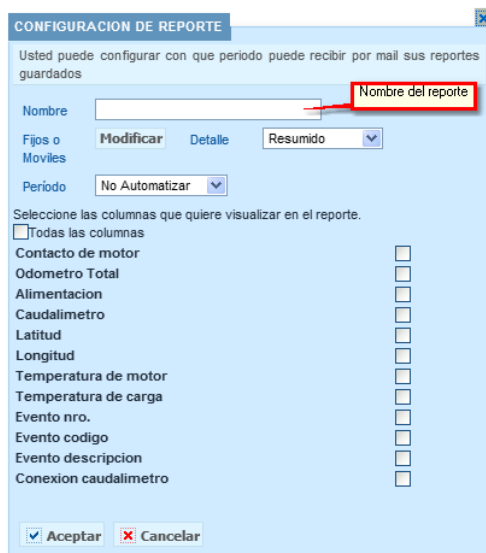 CONFIGURACION DE REPORTE
Usted puede configurar con que periodo puede recibir por mail sus reportes
guardados
Nombre del reporte
Nombre
Fijos o
Moviles
Modificar
Detalle
Resumido
Período
No Automatizar
Seleccione las columnas que quiere visualizar en el reporte.
Todas las columnas
Contacto de motor
Odometro Total
Alimentacion
Caudalimetro
Latitud
Longitud
Temperatura de motor
Temperatura de carga
Evento nro.
Evento codigo
Evento descripcion
Conexion caudalimetro
Aceptar
Cancelar